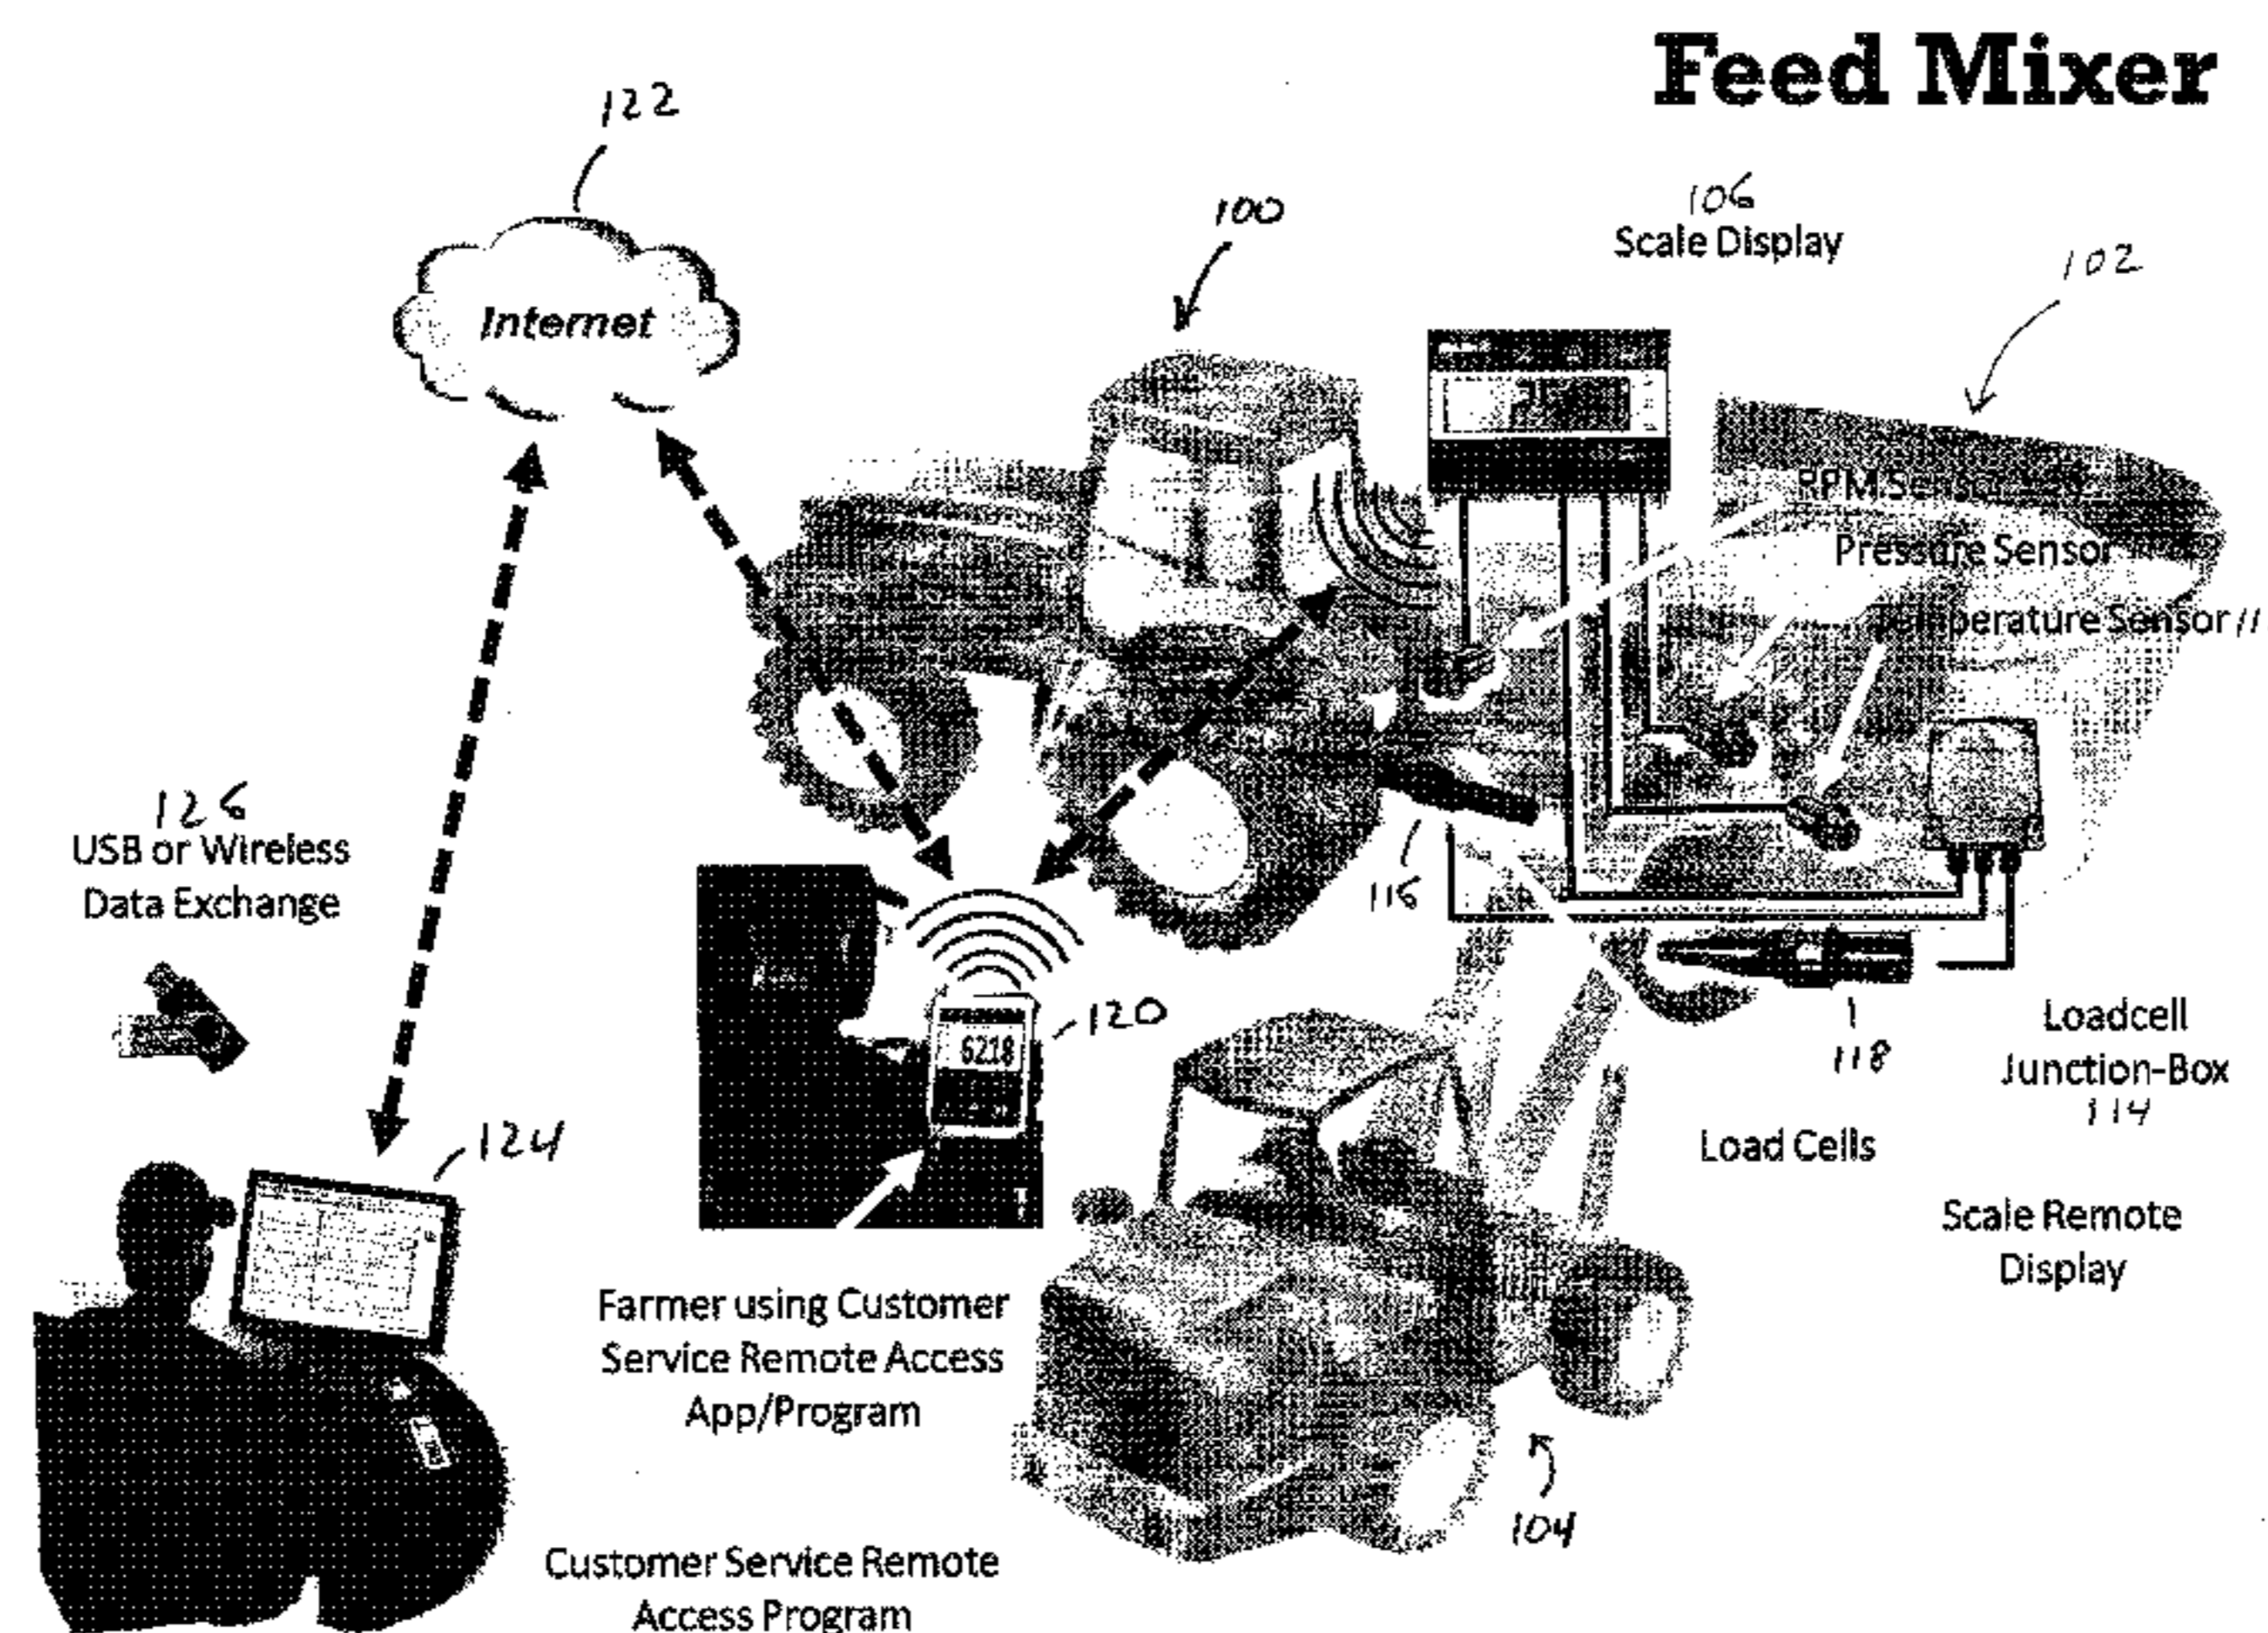 Feed Mixer
122
100
106
Scale Display
102
Internet
RPM Sensor
Pressure Sensor
Temperature Sensor 11
126
USB or Wireless
Data Exchange
116
120
6218
118
Loadcell
Junction-Box
114
124
Load Cells
Scale Remote
Display
Farmer using Customer
Service Remote Access
App/Program
104
Customer Service Remote
Access Program